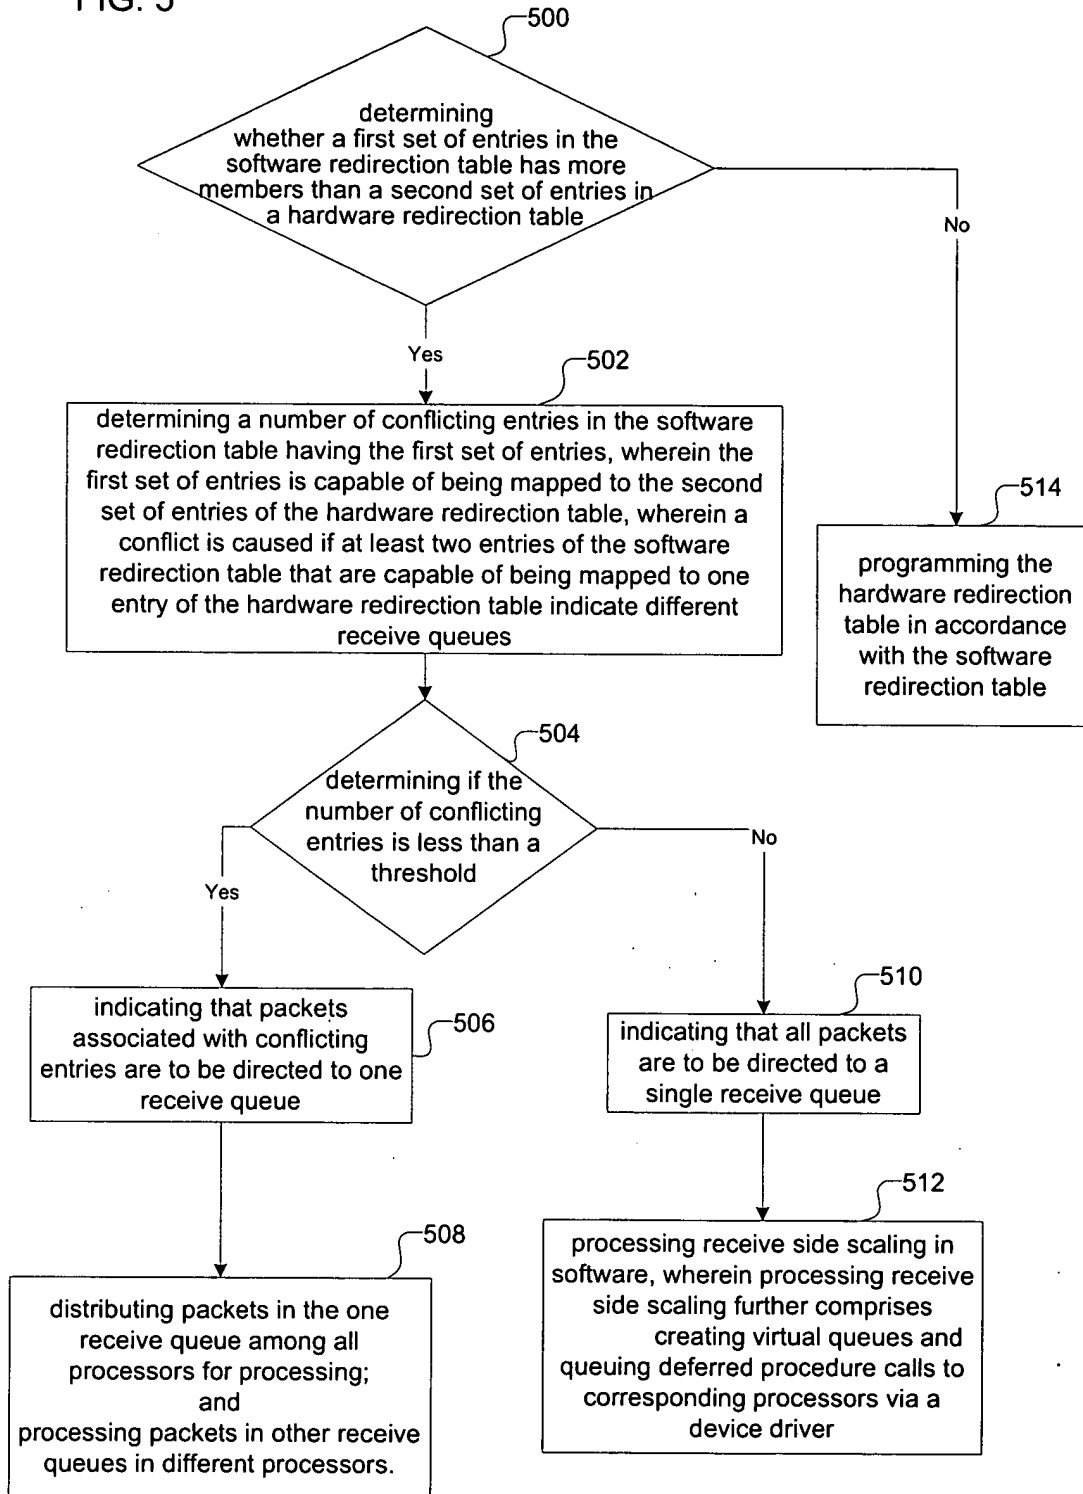 FIG. 5
500
determining
whether a first set of entries in the
software redirection table has more
members than a second set of entries in
a hardware redirection table
No
Yes
502
determining a number of conflicting entries in the software
redirection table having the first set of entries, wherein the
first set of entries is capable of being mapped to the second
set of entries of the hardware redirection table, wherein a
conflict is caused if at least two entries of the software
redirection table that are capable of being mapped to one
entry of the hardware redirection table indicate different
receive queues
514
programming the
hardware redirection
table in accordance
with the software
redirection table
504
determining if the
number of conflicting
entries is less than a
threshold
No
Yes
506
indicating that packets
associated with conflicting
entries are to be directed to one
receive queue
510
indicating that all packets
are to be directed to a
single receive queue
508
distributing packets in the one
receive queue among all
processors for processing;
and
processing packets in other receive
queues in different processors.
512
processing receive side scaling in
software, wherein processing receive
side scaling further comprises
creating virtual queues and
queuing deferred procedure calls to
corresponding processors via a
device driver